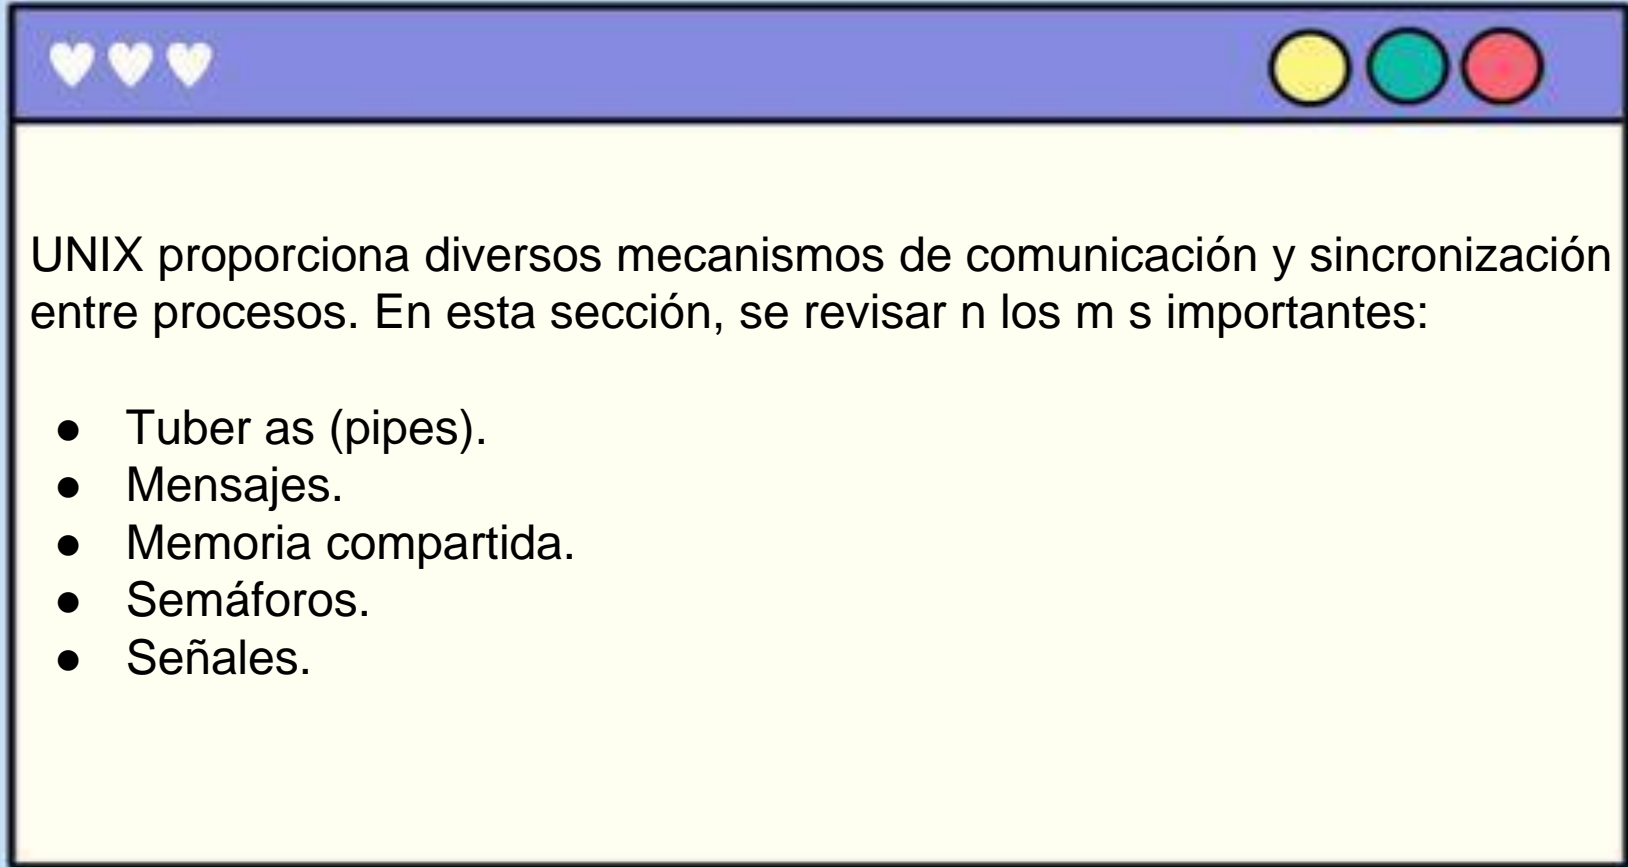 UNIX proporciona diversos mecanismos de comunicación y sincronización
entre procesos. En esta sección, se revisar n los m s importantes:
● Tuber as (pipes).
● Mensajes.
● Memoria compartida.
● Semáforos.
● Señales.